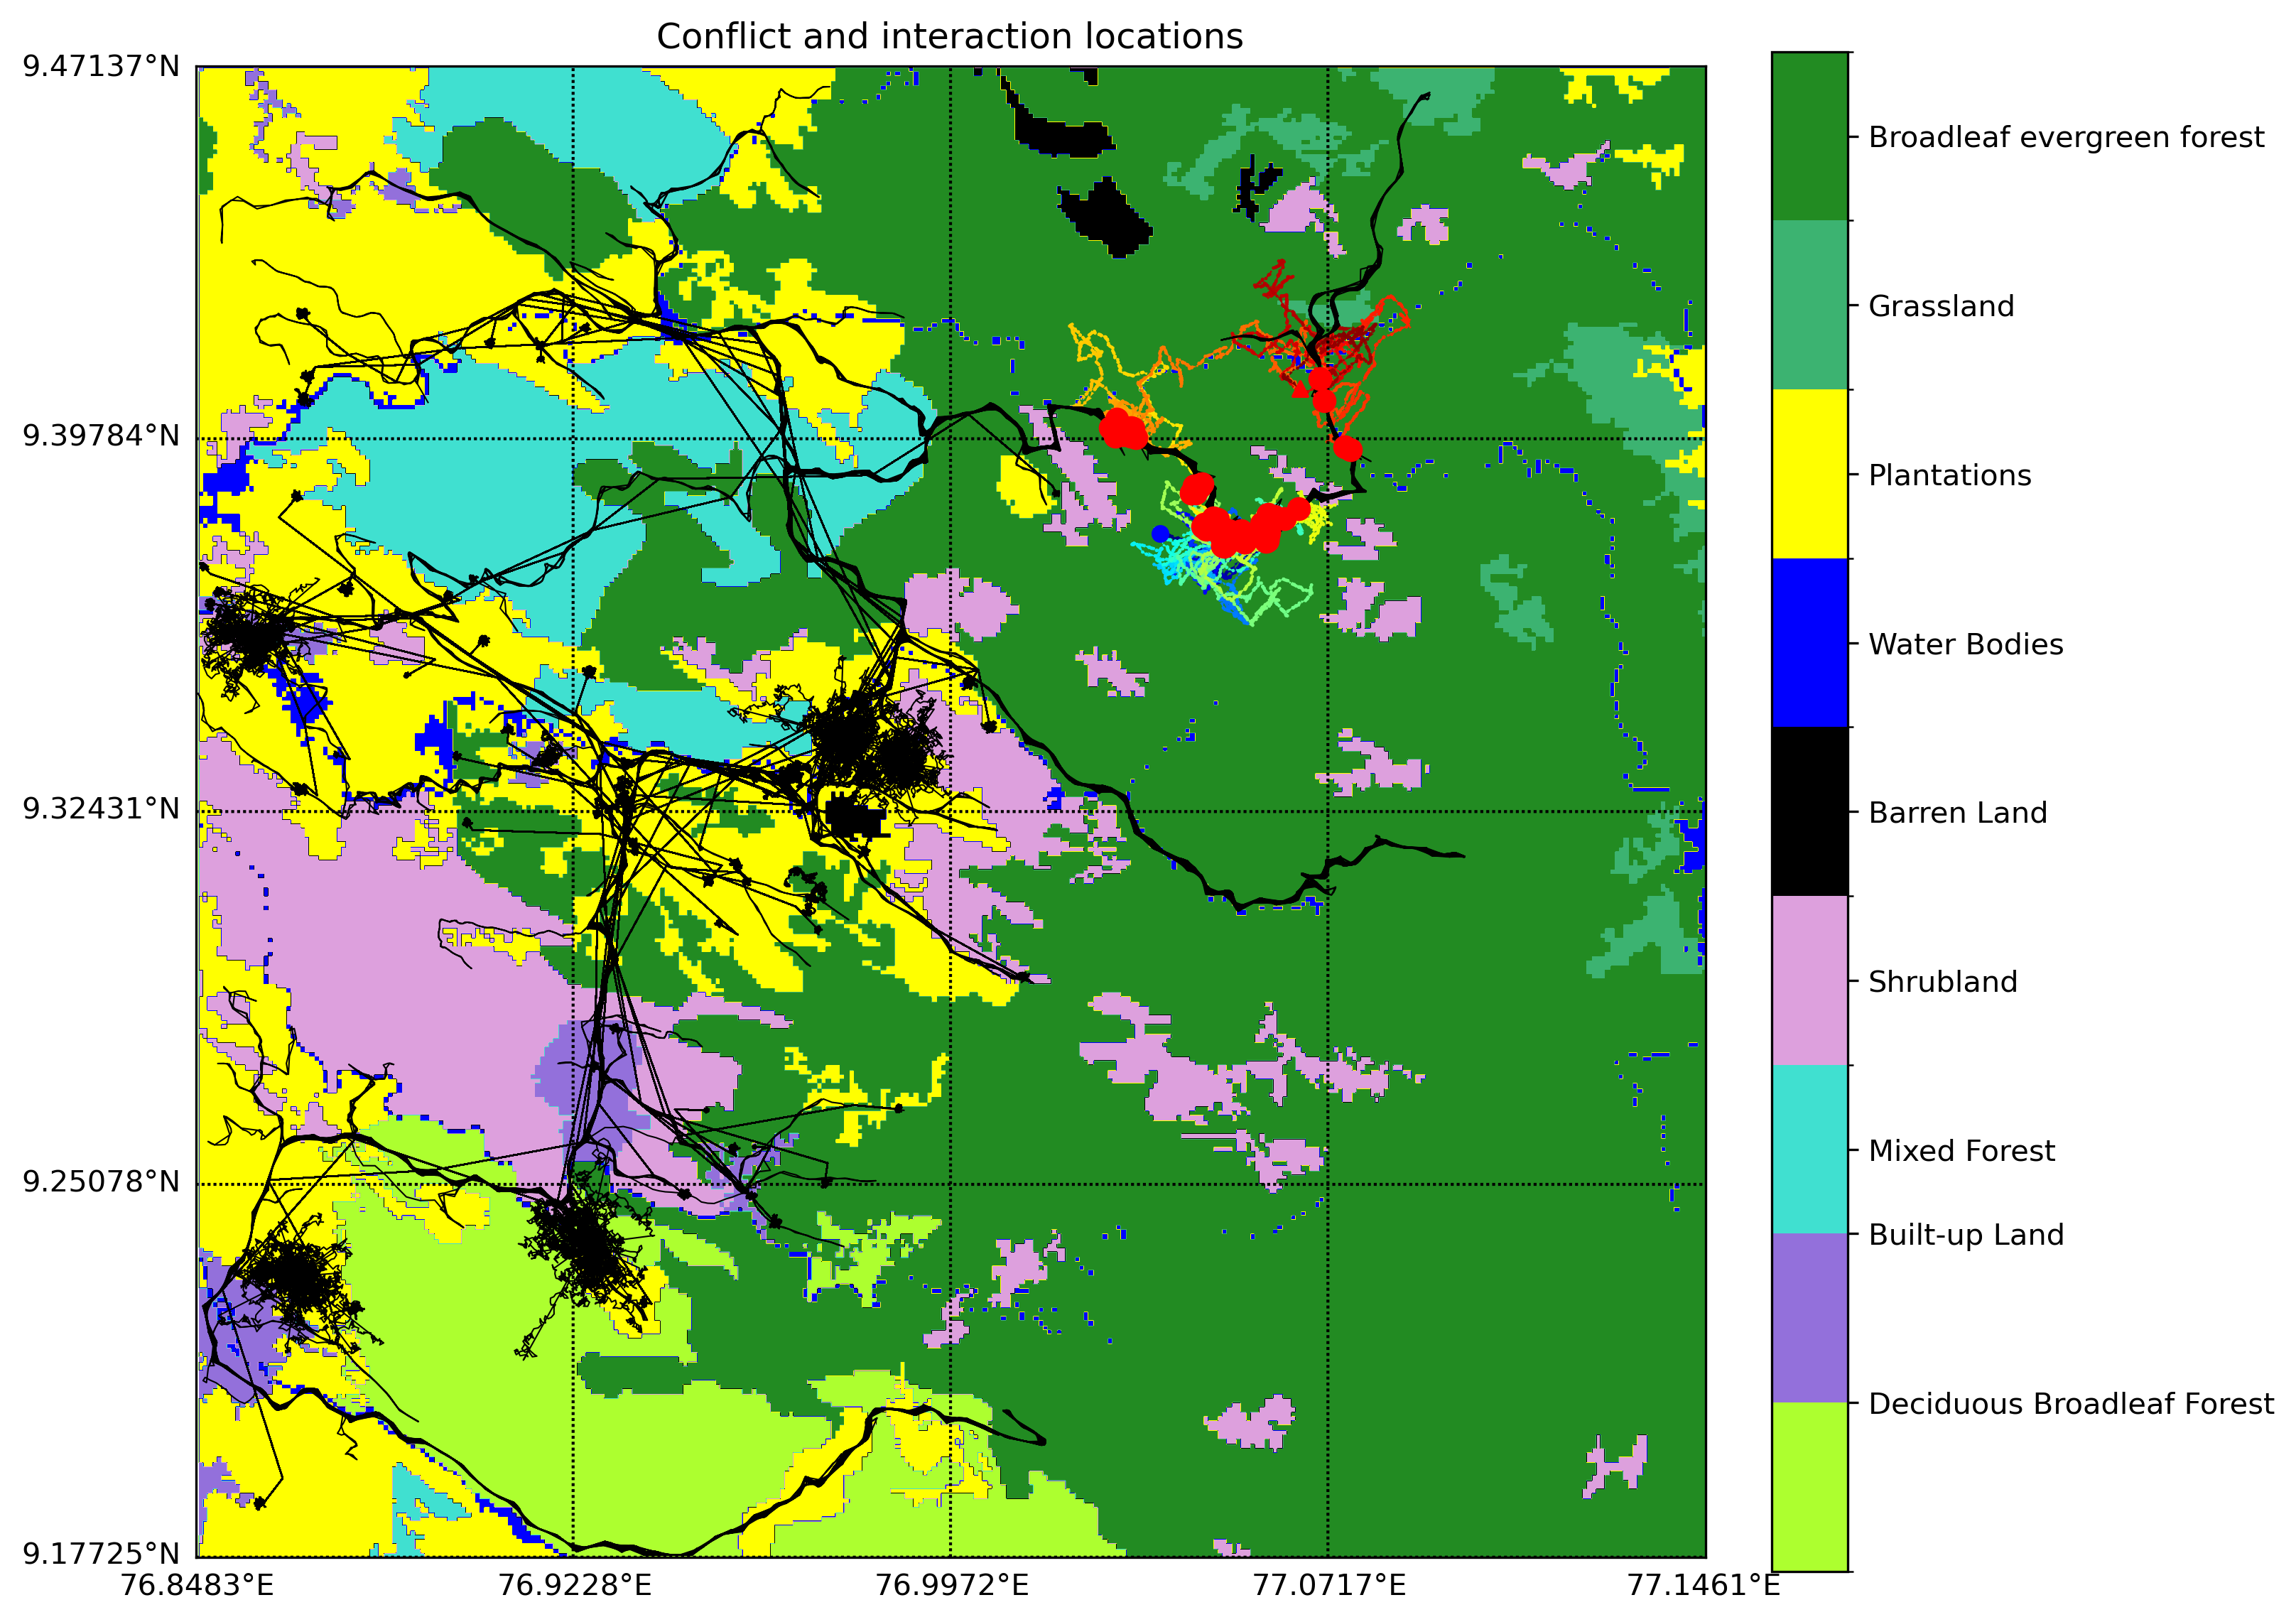 Conflict and interaction locations
9.47137°N
9.39784°N
9.32431°N
9.25078°N
9.17725°N
76.8483°E
76.9228°E
76.9972°E
77.0717°E
77.1461°E
Broadleaf evergreen forest
Grassland
Plantations
Water Bodies
Barren Land
Shrubland
Mixed Forest
Built-up Land
Deciduous Broadleaf Forest